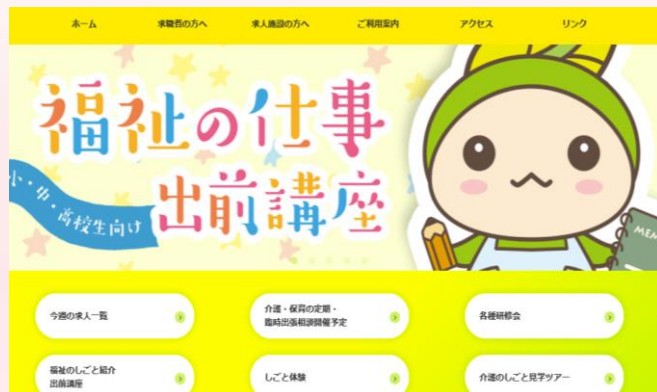 ホーム 求職者の方へ 求人施設の方へ ご利用案内 アクセス リンク
福祉の仕事
小・中・高校生向け
出前講座
MEM
今週の求人一覧
介護・保育の定期・
臨時出張相談開催予定
各種研修会
福祉のしごと紹介
出前講座
しごと体験
介護のしごと見学ツアー